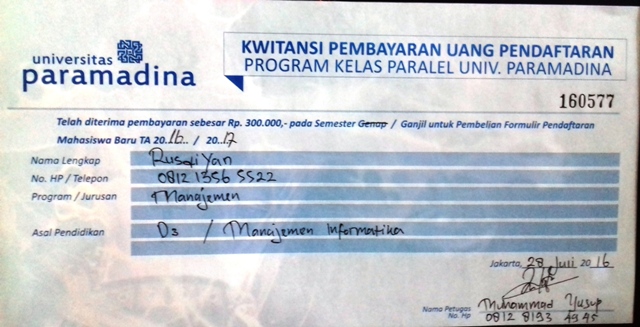 universitas
paramadina
KWITANSI PEMBAYARAN UANG PENDAFTARAN
PROGRAM KELAS PARALEL UNIV. PARAMADINA
160577
Telah diterima pembayaran sebesar Rp. 300.000,- pada Semester Genap / Ganjil untuk Pembelian Formulir Pendaftaran
Mahasiswa Baru TA 20.16.. / 20..17
Nama Lengkap Rusdiyan
No. HP / Telepon 0812 1356 5522
Program / Jurusan Manajemen
Asal Pendidikan D3 / Manajemen Informatika
Jakarta, 28 Juli 2016
Nama Petugas Muhammad Yusup
No. Hp 0812 8193 4945